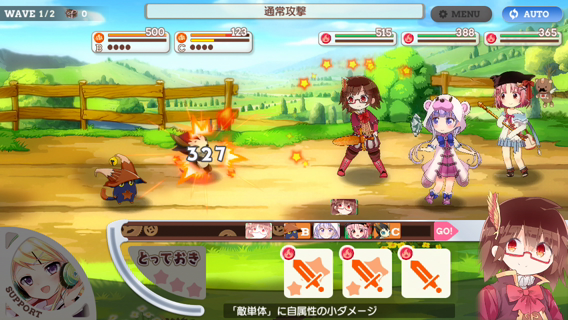 WAVE 1/2 0
通常攻撃
MENU
AUTO
500
B
123
C
515
388
365
327
B
C
GO!
とっておき
SUPPORT
「敵単体」に自属性の小ダメージ